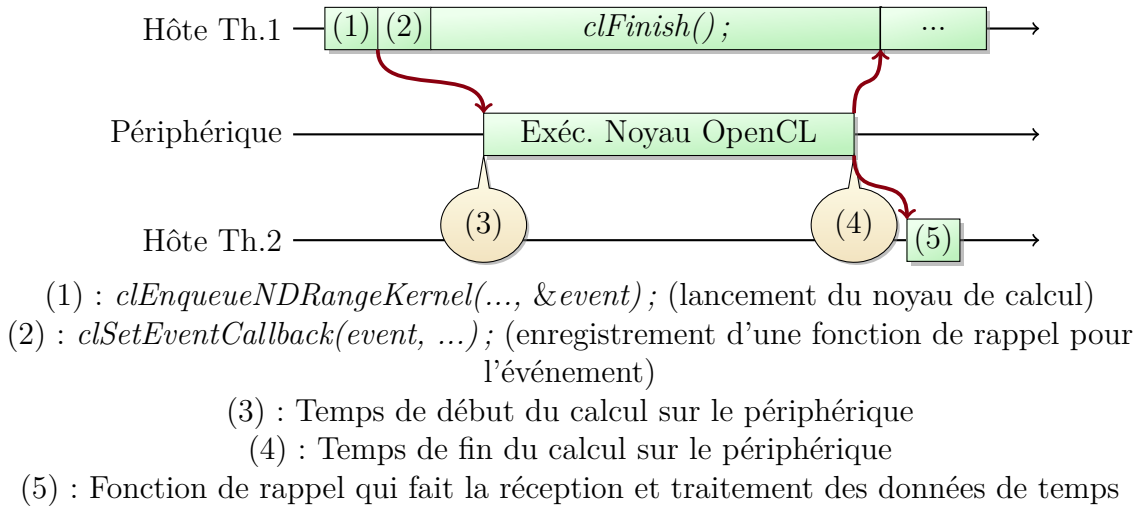 Hôte Th.1 (1) (2) clFinish() ; ...
Périphérique Exéc. Noyau OpenCL
(3) (4)
Hôte Th.2 (5)
(1) : clEnqueueNDRangeKernel(..., &event) ; (lancement du noyau de calcul)
(2) : clSetEventCallback(event, ...) ; (enregistrement d'une fonction de rappel pour
l'événement)
(3) : Temps de début du calcul sur le périphérique
(4) : Temps de fin du calcul sur le périphérique
(5) : Fonction de rappel qui fait la réception et traitement des données de temps